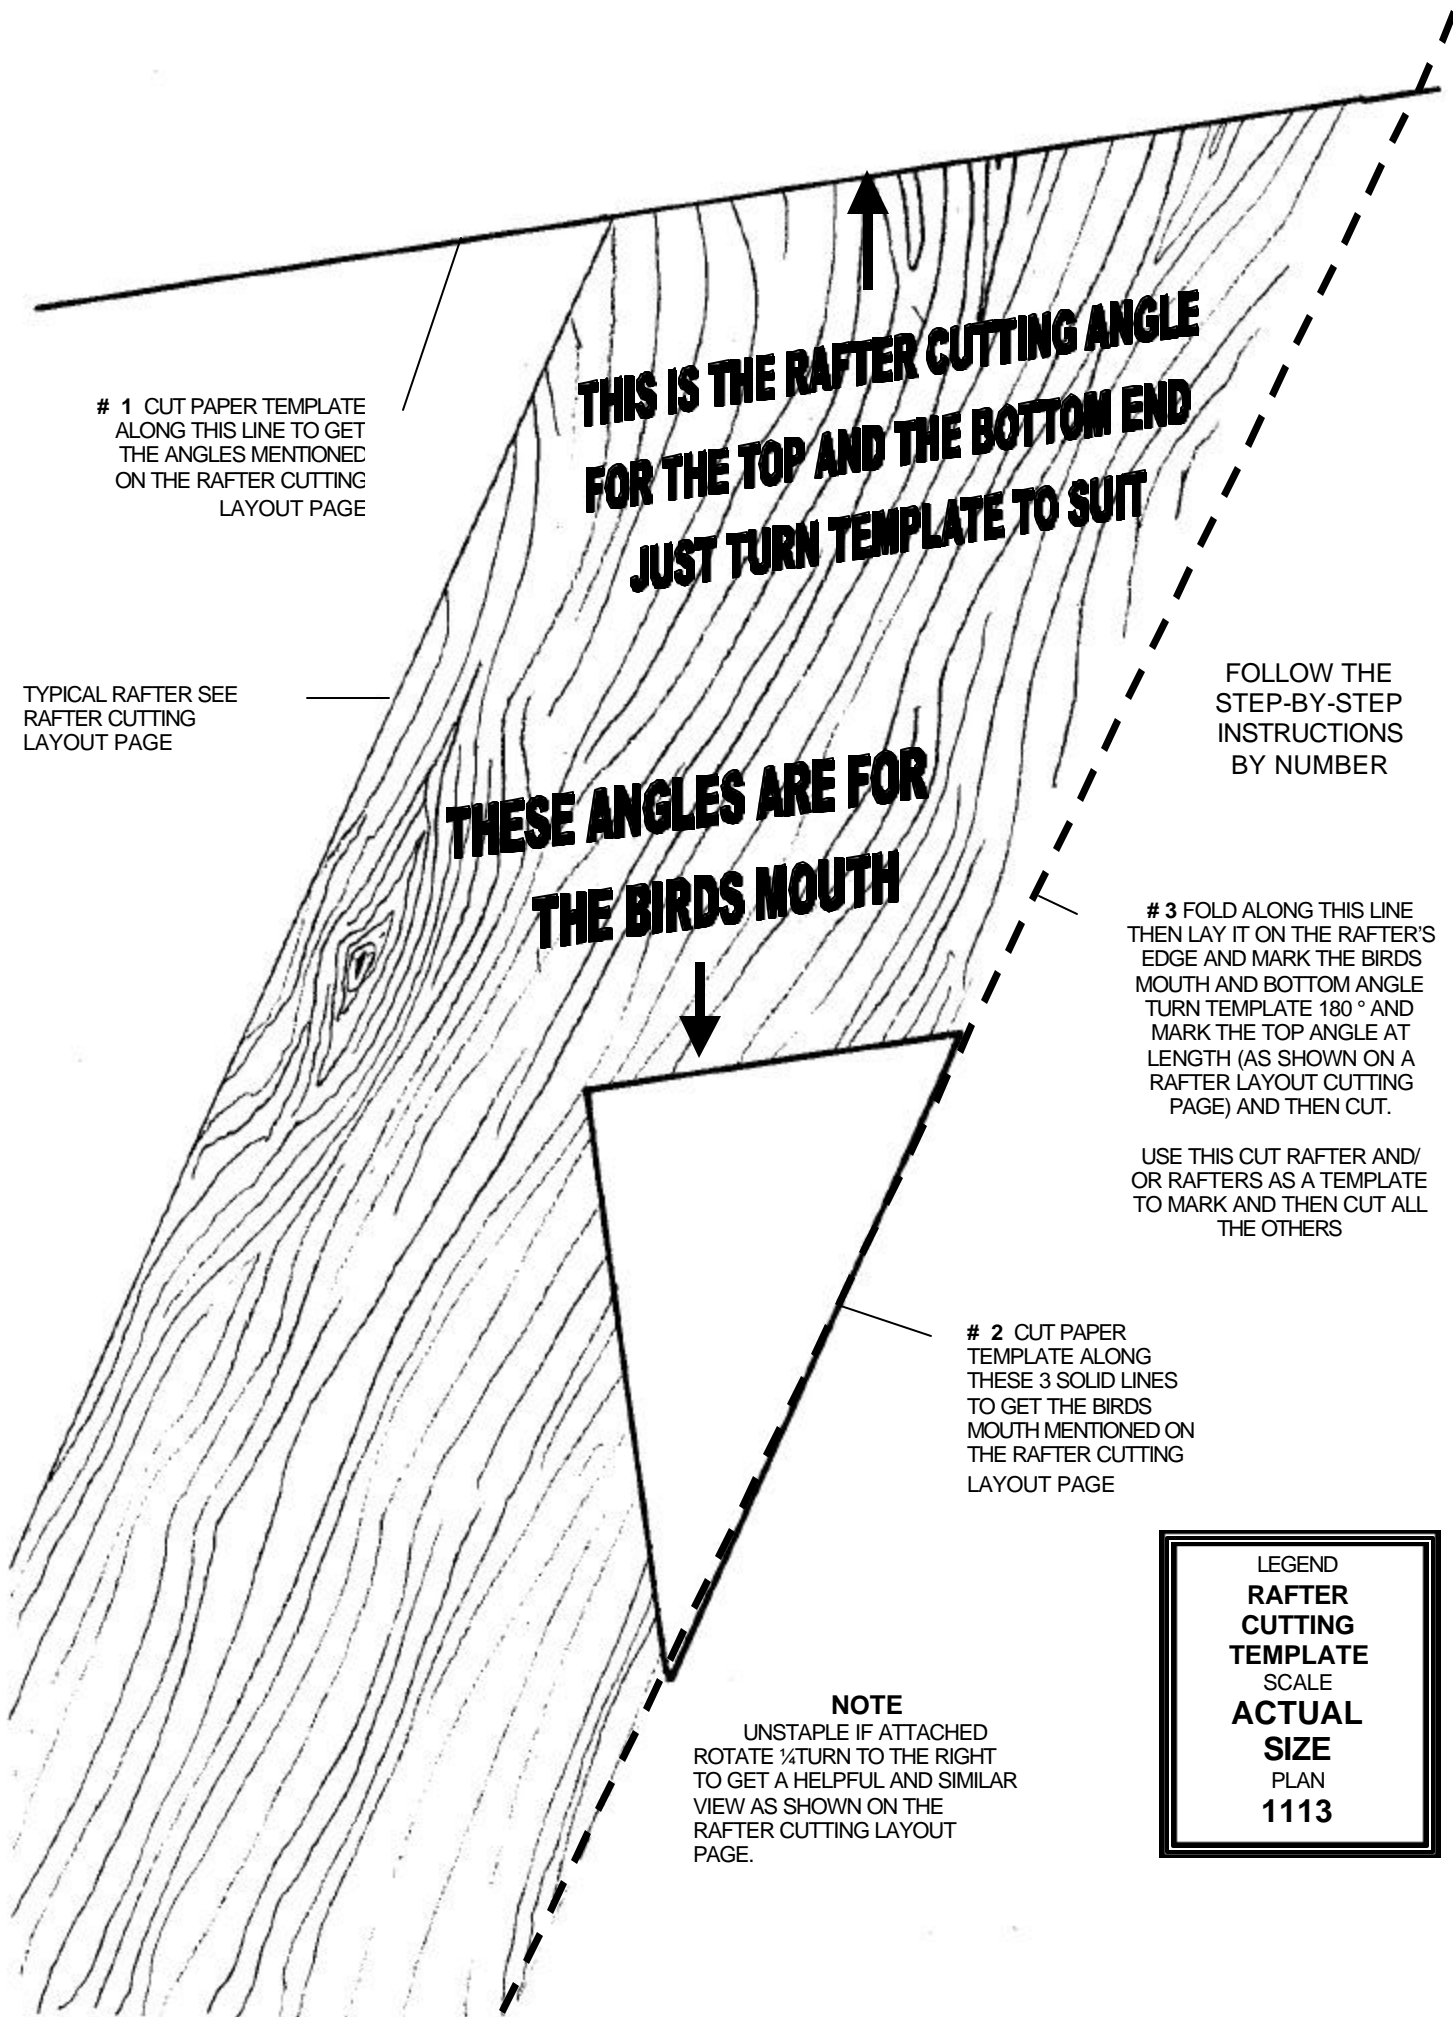 THIS IS THE RAFTER CUTTING ANGLE
FOR THE TOP AND THE BOTTOM END
JUST TURN TEMPLATE TO SUIT
# 1 CUT PAPER TEMPLATE
ALONG THIS LINE TO GET
THE ANGLES MENTIONED
ON THE RAFTER CUTTING
LAYOUT PAGE
TYPICAL RAFTER SEE
RAFTER CUTTING
LAYOUT PAGE
FOLLOW THE
STEP-BY-STEP
INSTRUCTIONS
BY NUMBER
THESE ANGLES ARE FOR
THE BIRDS MOUTH
# 3 FOLD ALONG THIS LINE
THEN LAY IT ON THE RAFTER'S
EDGE AND MARK THE BIRDS
MOUTH AND BOTTOM ANGLE
TURN TEMPLATE 180 ° AND
MARK THE TOP ANGLE AT
LENGTH (AS SHOWN ON A
RAFTER LAYOUT CUTTING
PAGE) AND THEN CUT.
USE THIS CUT RAFTER AND/
OR RAFTERS AS A TEMPLATE
TO MARK AND THEN CUT ALL
THE OTHERS
# 2 CUT PAPER
TEMPLATE ALONG
THESE 3 SOLID LINES
TO GET THE BIRDS
MOUTH MENTIONED ON
THE RAFTER CUTTING
LAYOUT PAGE
LEGEND
RAFTER
CUTTING
TEMPLATE
SCALE
ACTUAL
SIZE
PLAN
1113
NOTE
UNSTAPLE IF ATTACHED
ROTATE ¼TURN TO THE RIGHT
TO GET A HELPFUL AND SIMILAR
VIEW AS SHOWN ON THE
RAFTER CUTTING LAYOUT
PAGE.